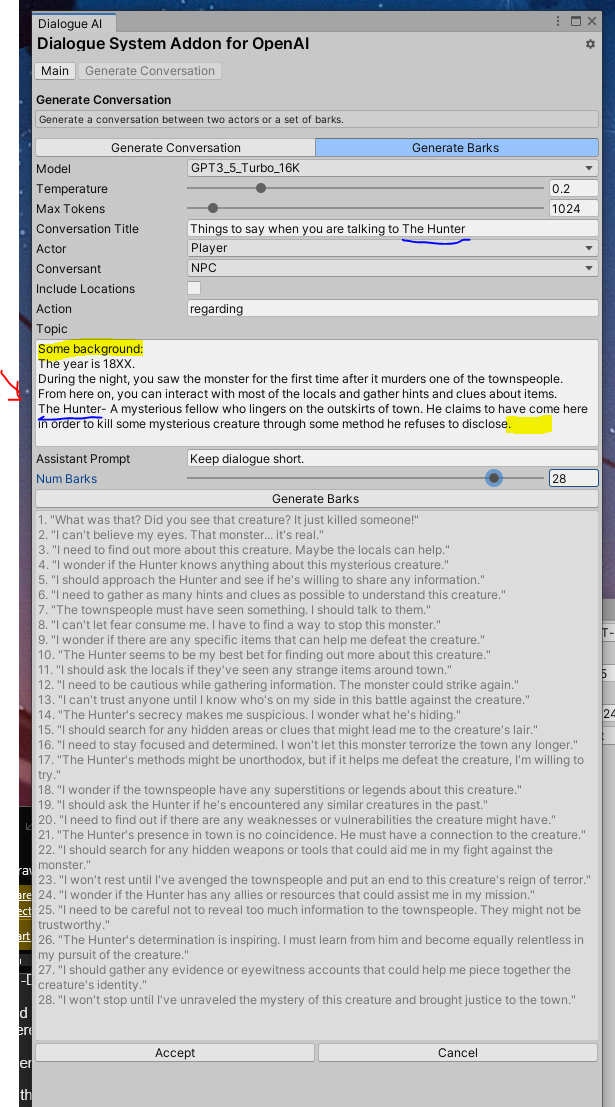 Dialogue AI
Dialogue System Addon for OpenAI
Main
Generate Conversation
Generate Conversation
Generate a conversation between two actors or a set of barks.
Generate Conversation
Generate Barks
Model
GPT3_5_Turbo_16K
Temperature
0.2
Max Tokens
1024
Conversation Title
Things to say when you are talking to The Hunter
Actor
Player
Conversant
NPC
Include Locations
Action
regarding
Topic
Some background:
The year is 18XX.
During the night, you saw the monster for the first time after it murders one of the townspeople.
From here on, you can interact with most of the locals and gather hints and clues about items.
The Hunter- A mysterious fellow who lingers on the outskirts of town. He claims to have come here
in order to kill some mysterious creature through some method he refuses to disclose.
Assistant Prompt
Keep dialogue short.
Num Barks
28
Generate Barks
1. "What was that? Did you see that creature? It just killed someone!"
2. "I can't believe my eyes. That monster... it's real."
3. "I need to find out more about this creature. Maybe the locals can help."
4. "I wonder if the Hunter knows anything about this mysterious creature."
5. "I should approach the Hunter and see if he's willing to share any information."
6. "I need to gather as many hints and clues as possible to understand this creature."
7. "The townspeople must have seen something. I should talk to them."
8. "I can't let fear consume me. I have to find a way to stop this monster."
9. "I wonder if there are any specific items that can help me defeat the creature."
10. "The Hunter seems to be my best bet for finding out more about this creature."
11. "I should ask the locals if they've seen any strange items around town."
12. "I need to be cautious while gathering information. The monster could strike again."
13. "I can't trust anyone until I know who's on my side in this battle against the creature."
14. "The Hunter's secrecy makes me suspicious. I wonder what he's hiding."
15. "I should search for any hidden areas or clues that might lead me to the creature's lair."
16. "I need to stay focused and determined. I won't let this monster terrorize the town any longer."
17. "The Hunter's methods might be unorthodox, but if it helps me defeat the creature, I'm willing to
try."
18. "I wonder if the townspeople have any superstitions or legends about this creature."
19. "I should ask the Hunter if he's encountered any similar creatures in the past."
20. "I need to find out if there are any weaknesses or vulnerabilities the creature might have."
21. "The Hunter's presence in town is no coincidence. He must have a connection to the creature."
22. "I should search for any hidden weapons or tools that could aid me in my fight against the
monster."
23. "I won't rest until I've avenged the townspeople and put an end to this creature's reign of terror."
24. "I wonder if the Hunter has any allies or resources that could assist me in my mission."
25. "I need to be careful not to reveal too much information to the townspeople. They might not be
trustworthy."
26. "The Hunter's determination is inspiring. I must learn from him and become equally relentless in
my pursuit of the creature."
27. "I should gather any evidence or eyewitness accounts that could help me piece together the
creature's identity."
28. "I won't stop until I've unraveled the mystery of this creature and brought justice to the town."
Accept
Cancel